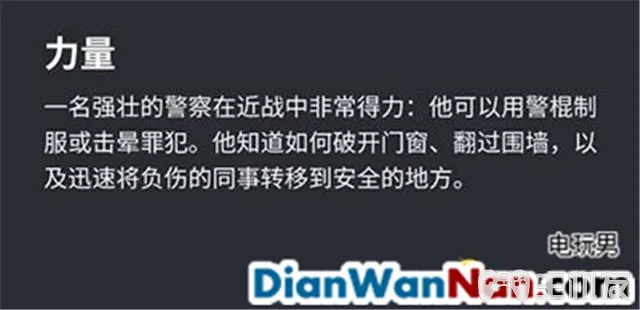 力量
一名强壮的警察在近战中非常得力：他可以用警棍制
服或击晕罪犯。他知道如何破开门窗、翻过围墙，以
及迅速将负伤的同事转移到安全的地方。
电玩男
DianWanNan.com